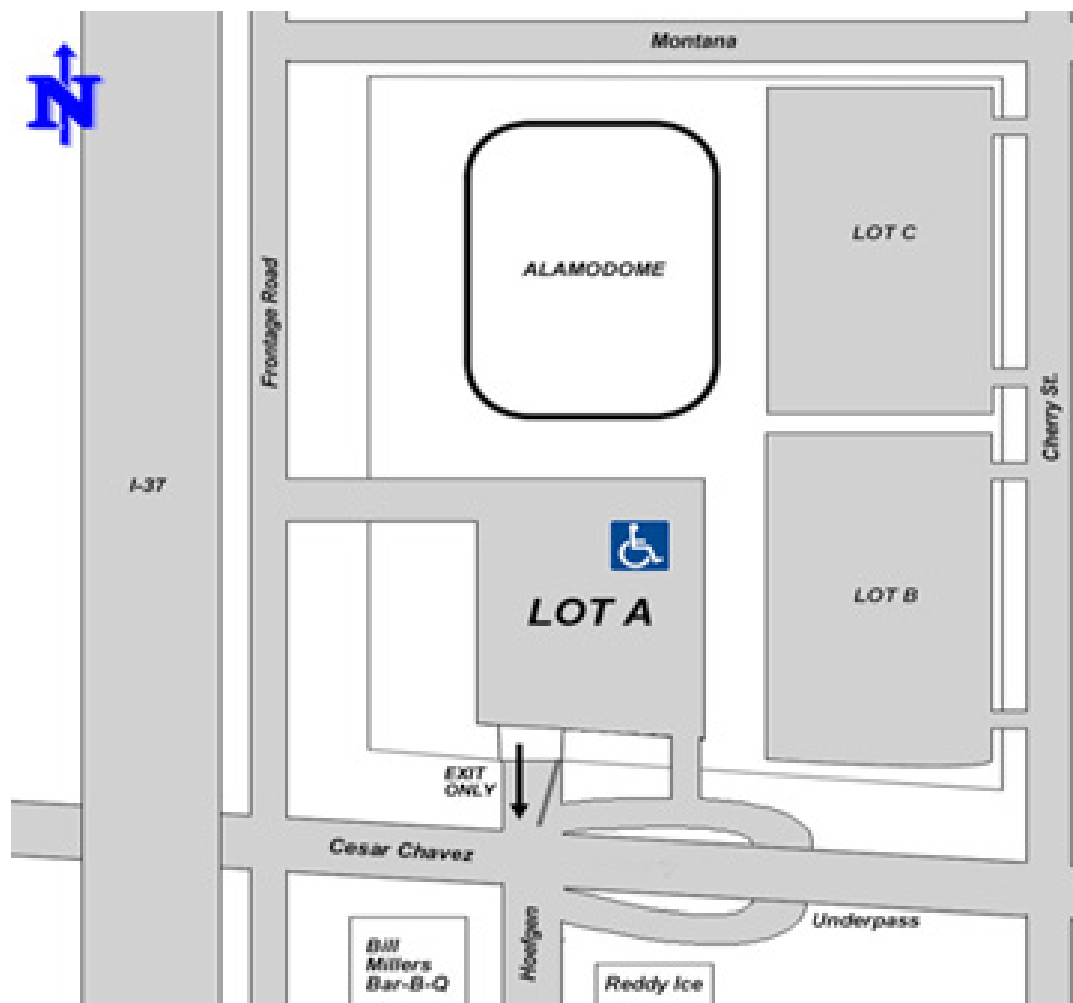 Montana
N
LOT C
ALAMODOME
Frontage Road
Cherry St.
I-37
LOT A
LOT B
EXIT
ONLY
Cesar Chavez
Hoefgen
Underpass
Bill
Millers
Bar-B-Q
Reddy Ice